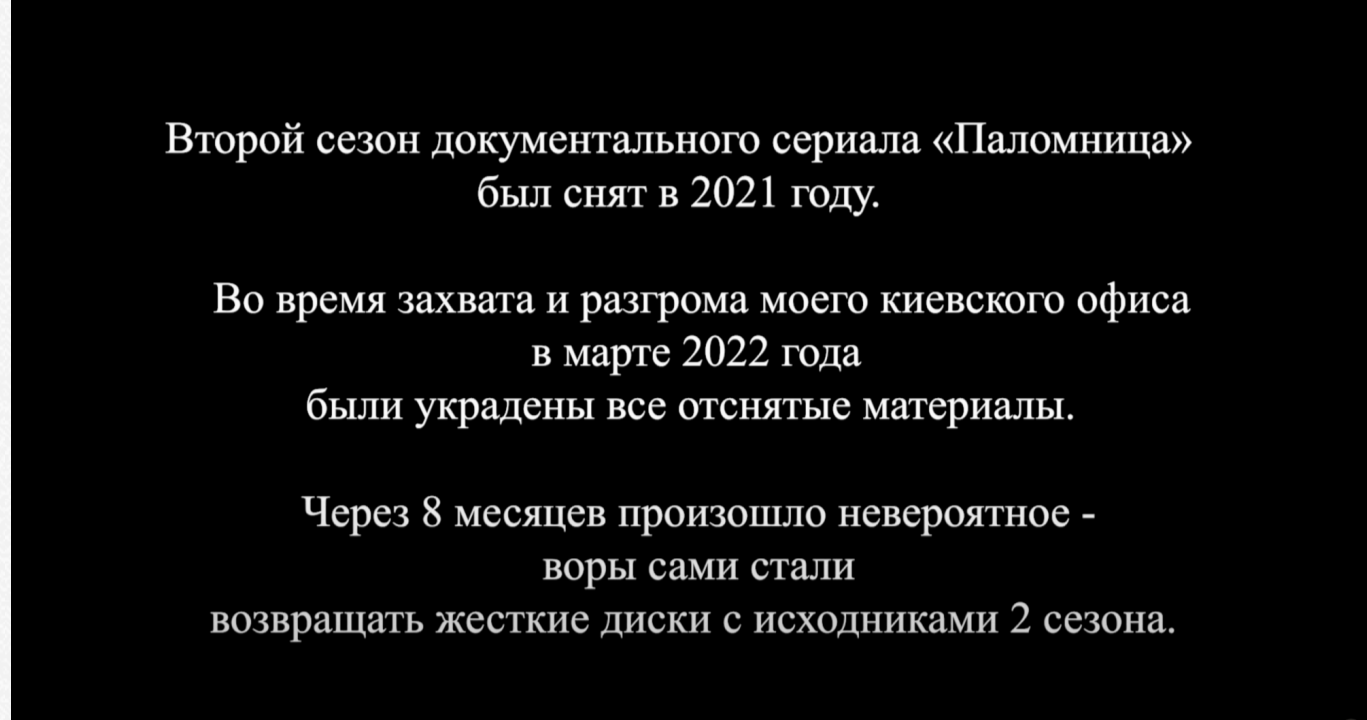 Второй сезон документального сериала «Паломница»
был снят в 2021 году.
Во время захвата и разгрома моего киевского офиса
в марте 2022 года
были украдены все отснятые материалы.
Через 8 месяцев произошло невероятное -
воры сами стали
возвращать жесткие диски с исходниками 2 сезона.